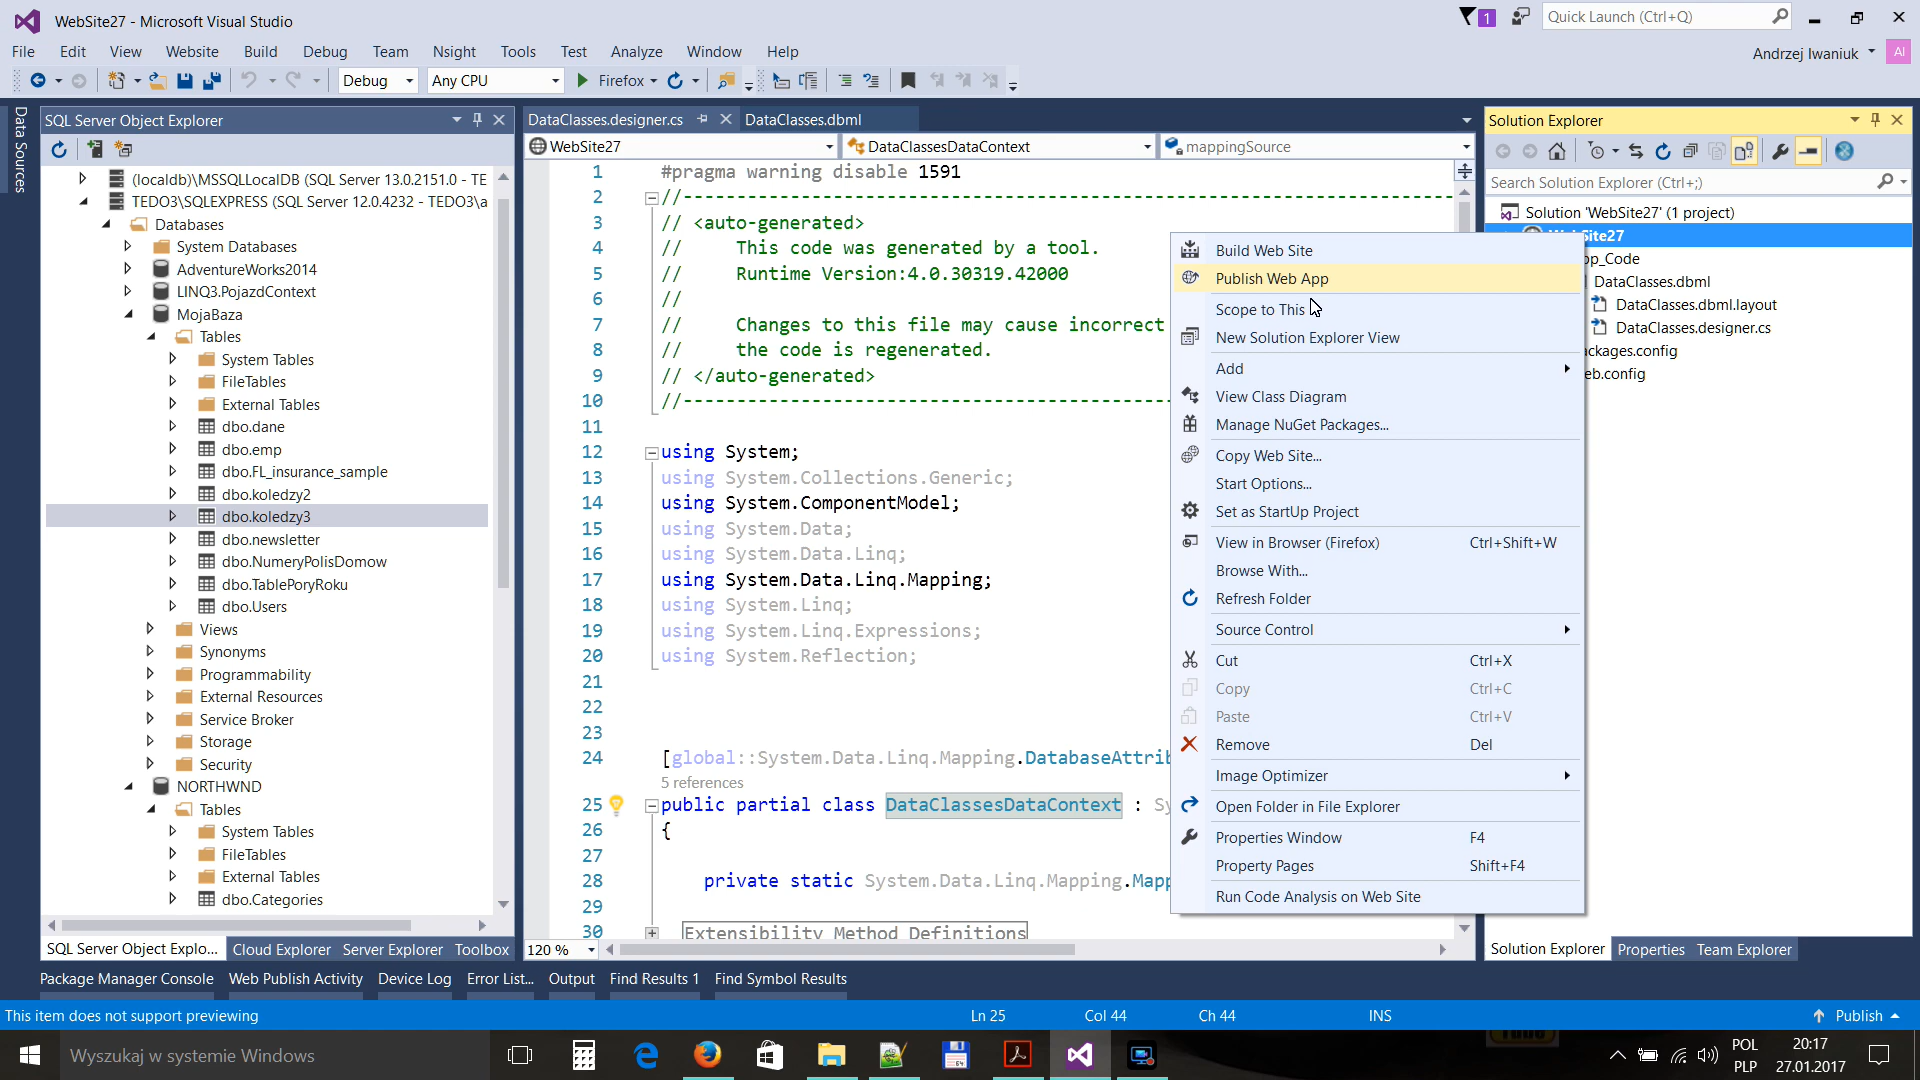 WebSite27 - Microsoft Visual Studio
1
Quick Launch (Ctrl+Q)
File Edit View Website Build Debug Team Nsight Tools Test Analyze Window Help
Andrzej Iwaniuk AI
Debug Any CPU Firefox
Data Sources
SQL Server Object Explorer
(localdb)\MSSQLLocalDB (SQL Server 13.0.2151.0 - TE
TEDO3\SQLEXPRESS (SQL Server 12.0.4232 - TEDO3\a
Databases
System Databases
AdventureWorks2014
LINQ3.PojazdContext
MojaBaza
Tables
System Tables
FileTables
External Tables
dbo.dane
dbo.emp
dbo.FL_insurance_sample
dbo.koledzy2
dbo.koledzy3
dbo.newsletter
dbo.NumeryPolisDomow
dbo.TablePoryRoku
dbo.Users
Views
Synonyms
Programmability
External Resources
Service Broker
Storage
Security
NORTHWND
Tables
System Tables
FileTables
External Tables
dbo.Categories
SQL Server Object Explo... Cloud Explorer Server Explorer Toolbox
DataClasses.designer.cs DataClasses.dbml
WebSite27 DataClassesDataContext mappingSource
1 #pragma warning disable 1591
2 //------------------------------------------------------------------------------
3 // <auto-generated>
4 //     This code was generated by a tool.
5 //     Runtime Version:4.0.30319.42000
6 //
7 //     Changes to this file may cause incorrect
8 //     the code is regenerated.
9 // </auto-generated>
10 //------------------------------------------------
11
12 using System;
13 using System.Collections.Generic;
14 using System.ComponentModel;
15 using System.Data;
16 using System.Data.Linq;
17 using System.Data.Linq.Mapping;
18 using System.Linq;
19 using System.Linq.Expressions;
20 using System.Reflection;
21
22
23
24 [global::System.Data.Linq.Mapping.DatabaseAttrib
5 references
25 public partial class DataClassesDataContext : Sy
26 {
27
28     private static System.Data.Linq.Mapping.Mapp
29
30 Extensibility Method Definitions
120 %
Build Web Site
Publish Web App
Scope to This
New Solution Explorer View
Add
View Class Diagram
Manage NuGet Packages...
Copy Web Site...
Start Options...
Set as StartUp Project
View in Browser (Firefox) Ctrl+Shift+W
Browse With...
Refresh Folder
Source Control
Cut Ctrl+X
Copy Ctrl+C
Paste Ctrl+V
Remove Del
Image Optimizer
Open Folder in File Explorer
Properties Window F4
Property Pages Shift+F4
Run Code Analysis on Web Site
Solution Explorer
Search Solution Explorer (Ctrl+;)
Solution 'WebSite27' (1 project)
Site27
pp_Code
DataClasses.dbml
DataClasses.dbml.layout
DataClasses.designer.cs
ackages.config
eb.config
Solution Explorer Properties Team Explorer
Package Manager Console Web Publish Activity Device Log Error List... Output Find Results 1 Find Symbol Results
This item does not support previewing Ln 25 Col 44 Ch 44 INS Publish
Wyszukaj w systemie Windows
64
POL
PLP
20:17
27.01.2017